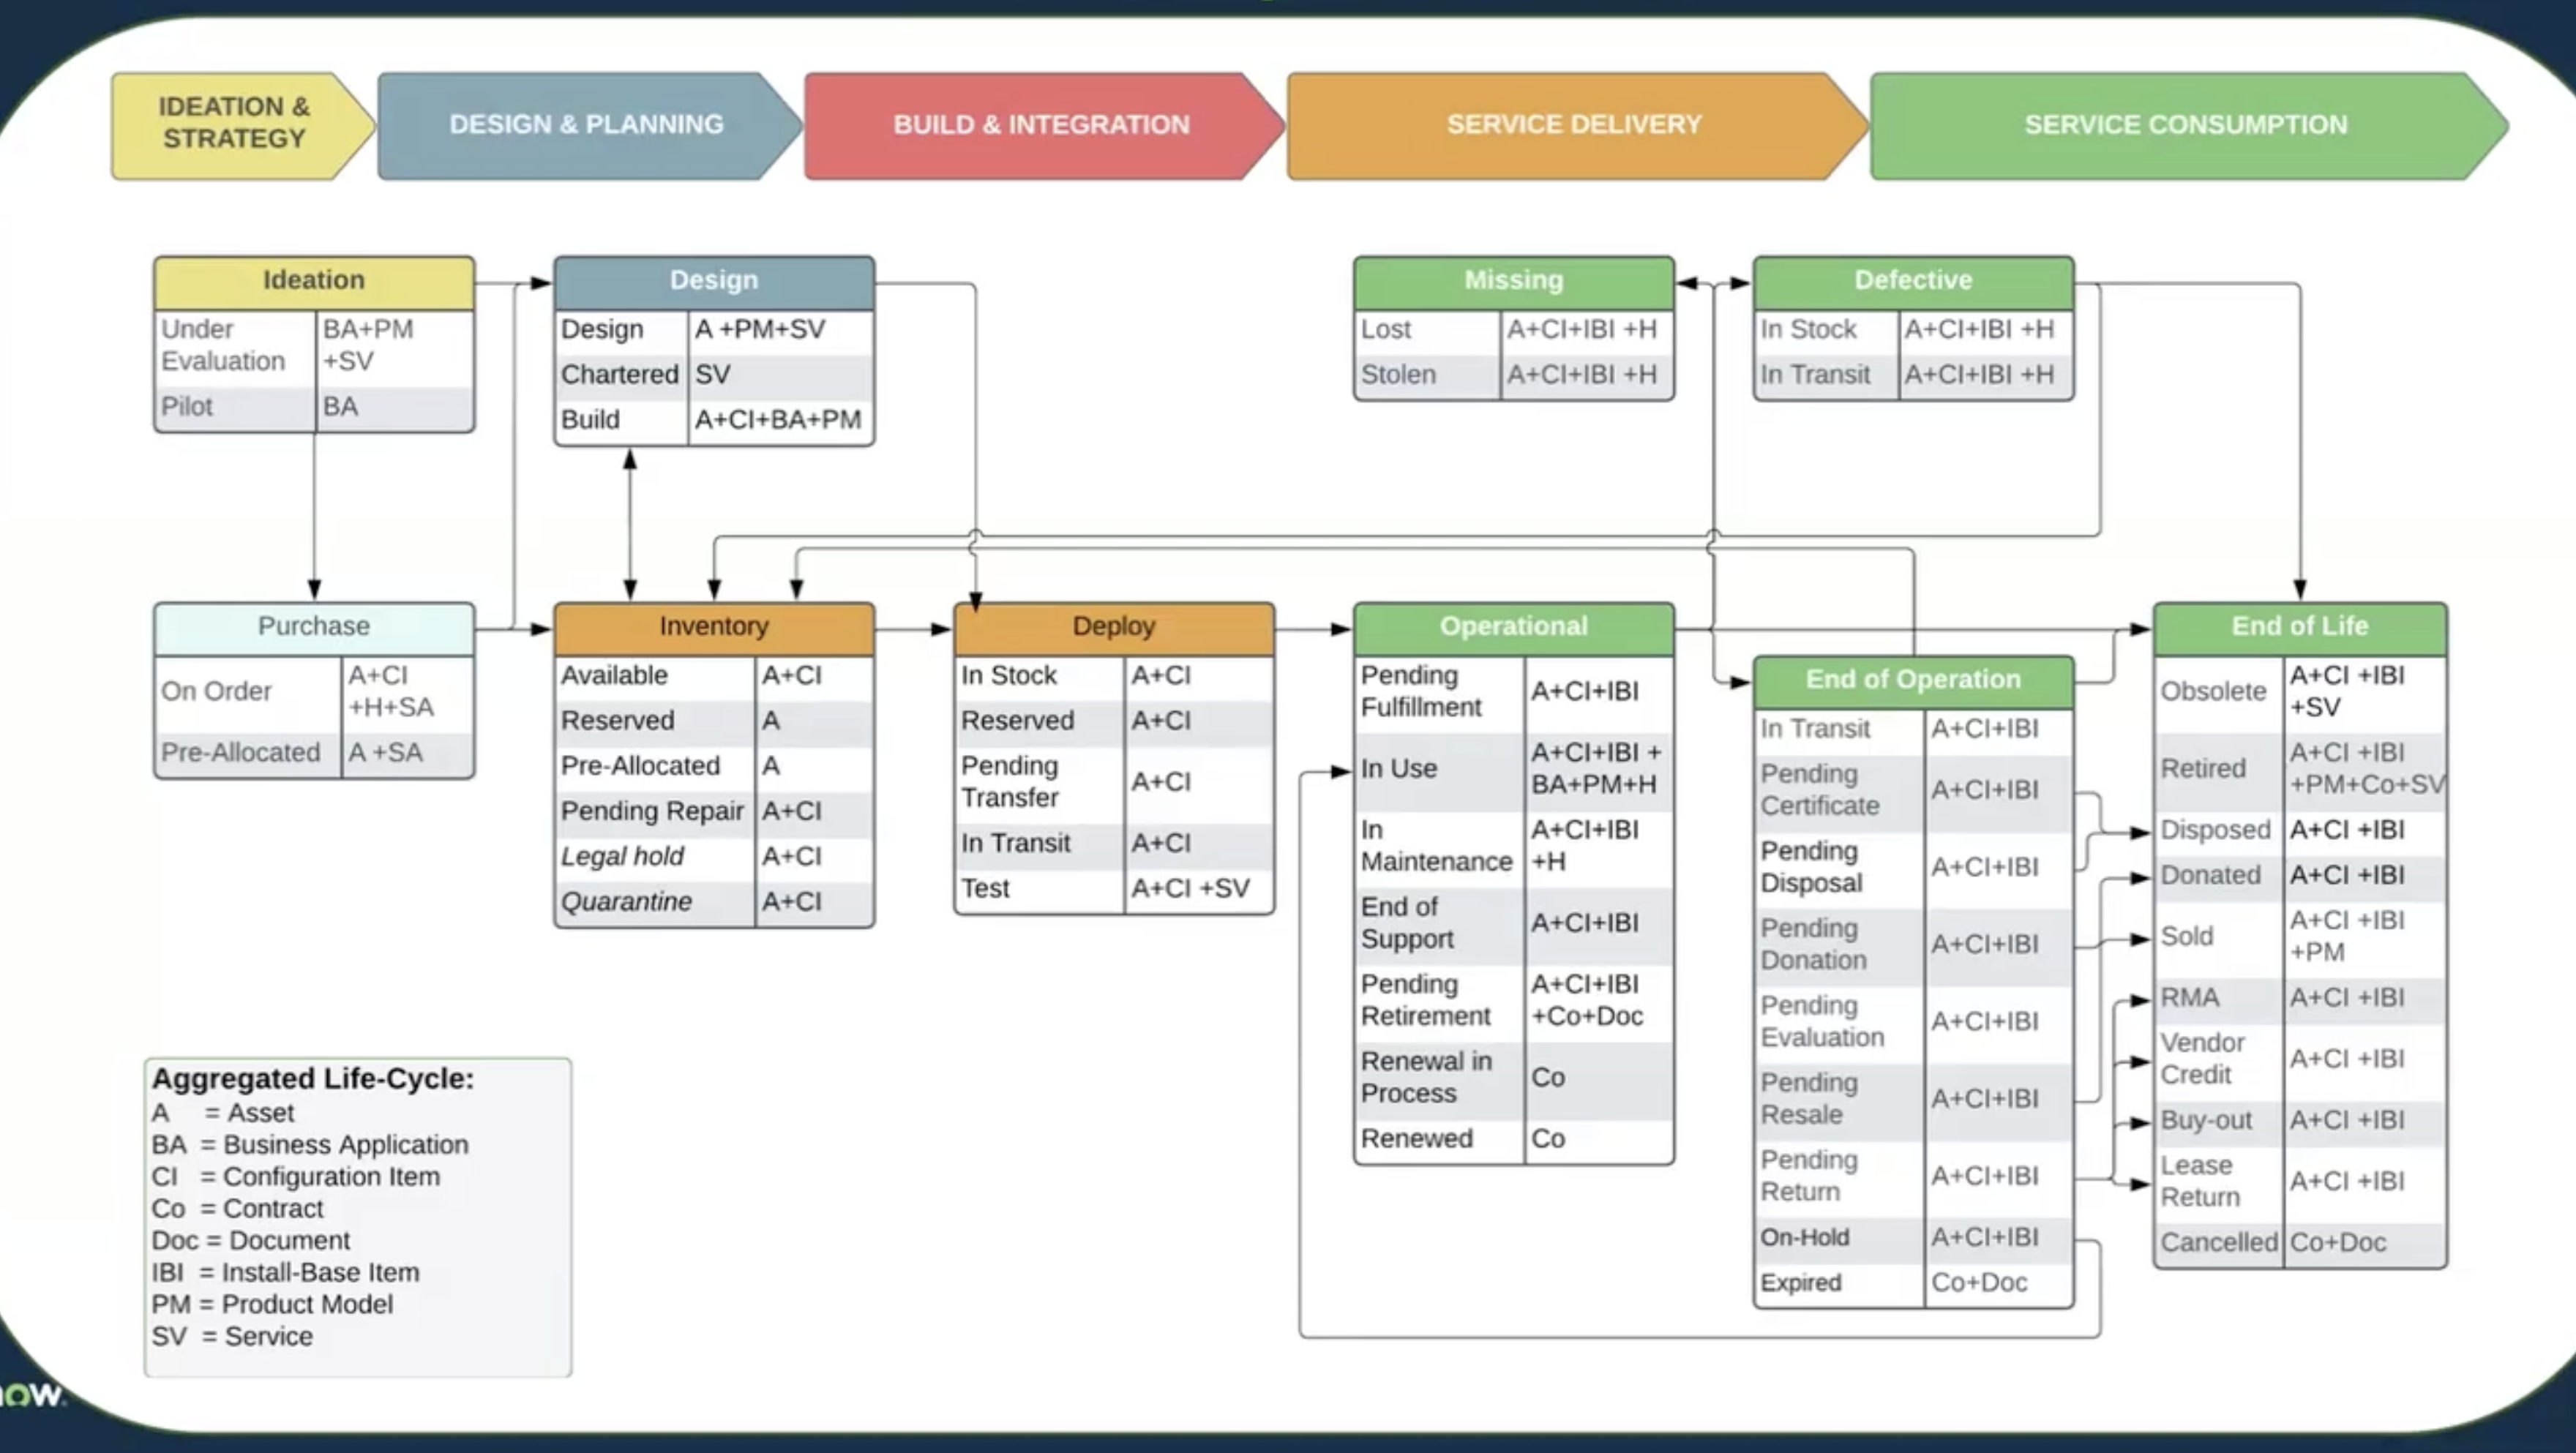 IDEATION &
STRATEGY
DESIGN & PLANNING
BUILD & INTEGRATION
SERVICE DELIVERY
SERVICE CONSUMPTION
Ideation
Under
Evaluation
BA+PM
+SV
Pilot
BA
Design
Design
A +PM+SV
Chartered
SV
Build
A+CI+BA+PM
Missing
Lost
A+CI+IBI +H
Stolen
A+CI+IBI +H
Defective
In Stock
A+CI+IBI +H
In Transit
A+CI+IBI +H
Purchase
On Order
A+CI
+H+SA
Pre-Allocated
A +SA
Inventory
Available
A+CI
Reserved
A
Pre-Allocated
A
Pending Repair
A+CI
Legal hold
A+CI
Quarantine
A+CI
Deploy
In Stock
A+CI
Reserved
A+CI
Pending
Transfer
A+CI
In Transit
A+CI
Test
A+CI +SV
Operational
Pending
Fulfillment
A+CI+IBI
In Use
A+CI+IBI +
BA+PM+H
In
Maintenance
A+CI+IBI
+H
End of
Support
A+CI+IBI
Pending
Retirement
A+CI+IBI
+Co+Doc
Renewal in
Process
Co
Renewed
Co
End of Operation
In Transit
A+CI+IBI
Pending
Certificate
A+CI+IBI
Pending
Disposal
A+CI+IBI
Pending
Donation
A+CI+IBI
Pending
Evaluation
A+CI+IBI
Pending
Resale
A+CI+IBI
Pending
Return
A+CI+IBI
On-Hold
A+CI+IBI
Expired
Co+Doc
End of Life
Obsolete
A+CI +IBI
+SV
Retired
A+CI +IBI
+PM+Co+SV
Disposed
A+CI +IBI
Donated
A+CI +IBI
Sold
A+CI +IBI
+PM
RMA
A+CI +IBI
Vendor
Credit
A+CI +IBI
Buy-out
A+CI +IBI
Lease
Return
A+CI +IBI
Cancelled
Co+Doc
Aggregated Life-Cycle:
A = Asset
BA = Business Application
CI = Configuration Item
Co = Contract
Doc = Document
IBI = Install-Base Item
PM = Product Model
SV = Service